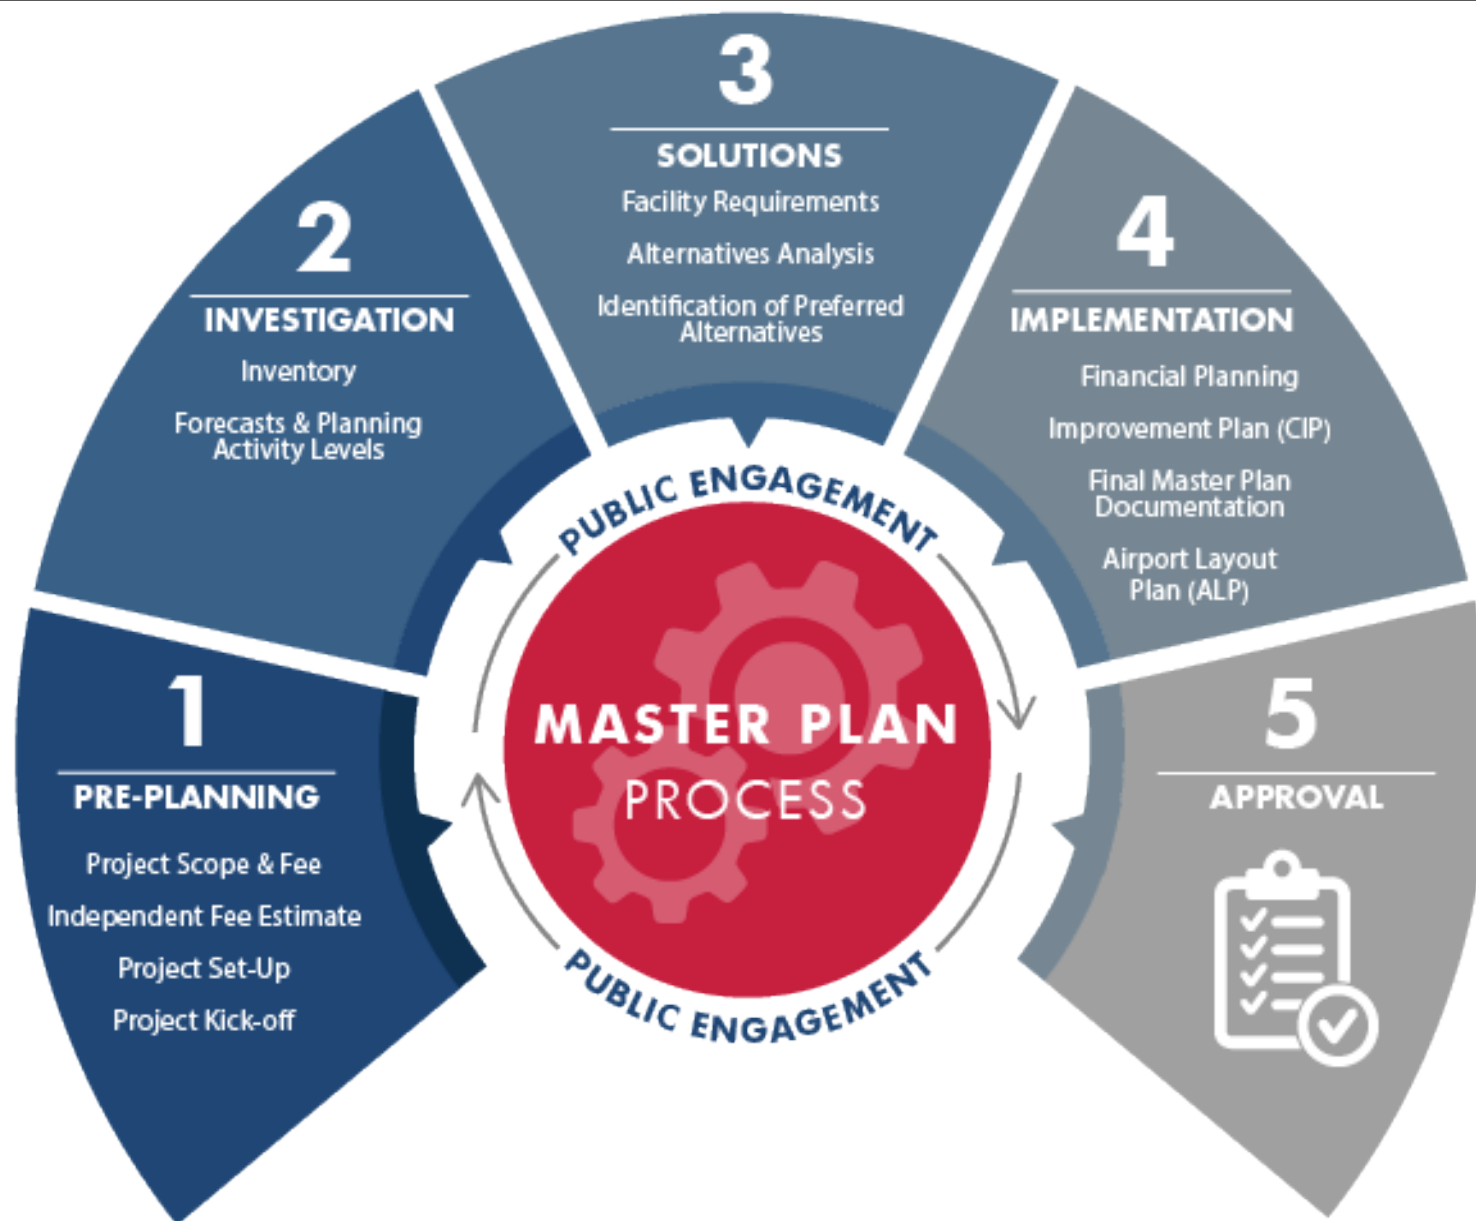 1
PRE-PLANNING
Project Scope & Fee
Independent Fee Estimate
Project Set-Up
Project Kick-off
2
INVESTIGATION
Inventory
Forecasts & Planning
Activity Levels
3
SOLUTIONS
Facility Requirements
Alternatives Analysis
Identification of Preferred
Alternatives
4
IMPLEMENTATION
Financial Planning
Improvement Plan (CIP)
Final Master Plan
Documentation
Airport Layout
Plan (ALP)
5
APPROVAL
PUBLIC ENGAGEMENT
MASTER PLAN
PROCESS
PUBLIC ENGAGEMENT